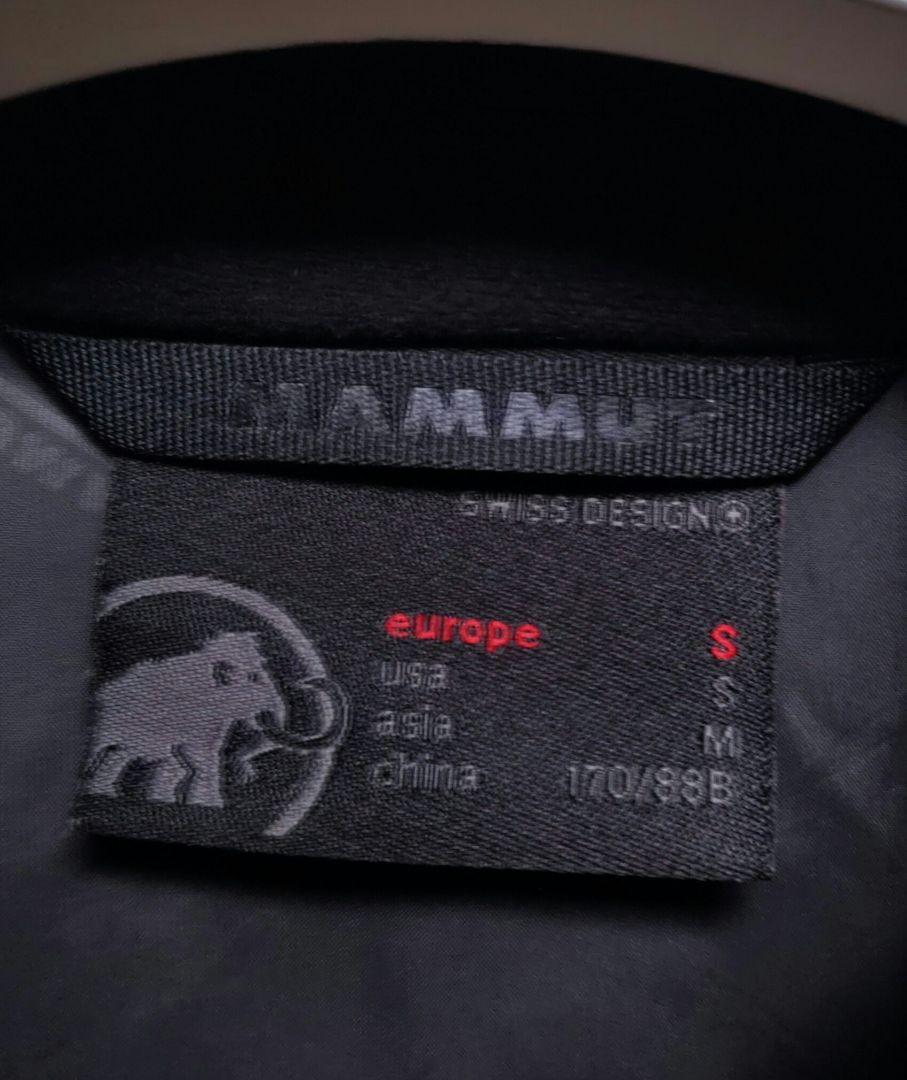 MAMMUT
SWISS DESIGN
europe S
usa S
asia M
china 170/88B